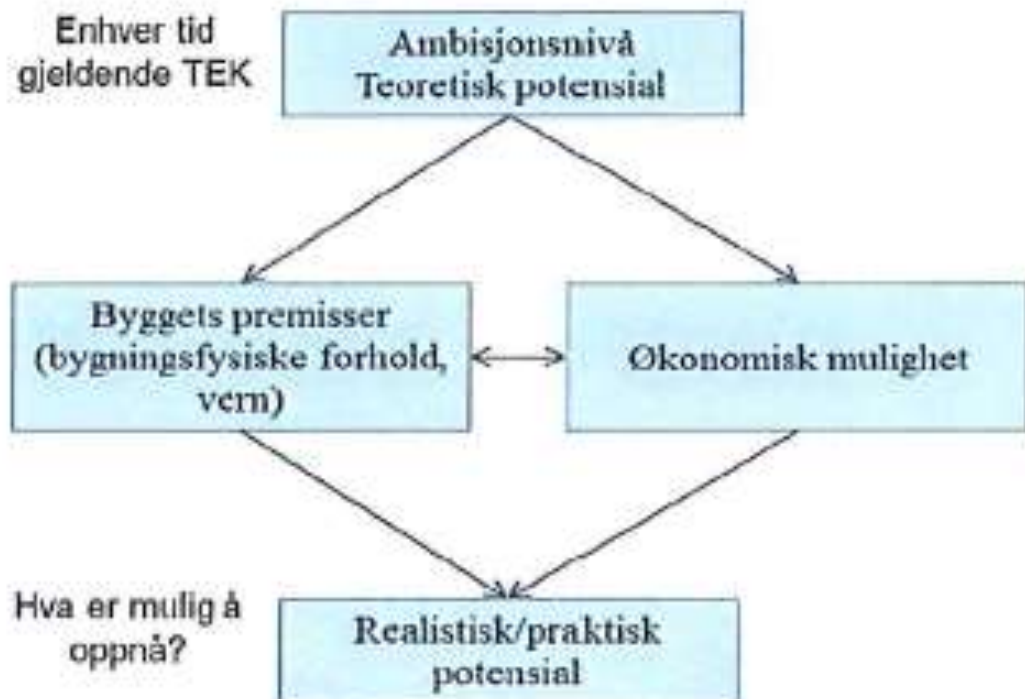 Enhver tid
gjeldende TEK
Ambisjonsnivå
Teoretisk potensial
Byggets premisser
(bygningsfysiske forhold,
vern)
Økonomisk mulighet
Hva er mulig å
oppnå?
Realistisk/praktisk
potensial